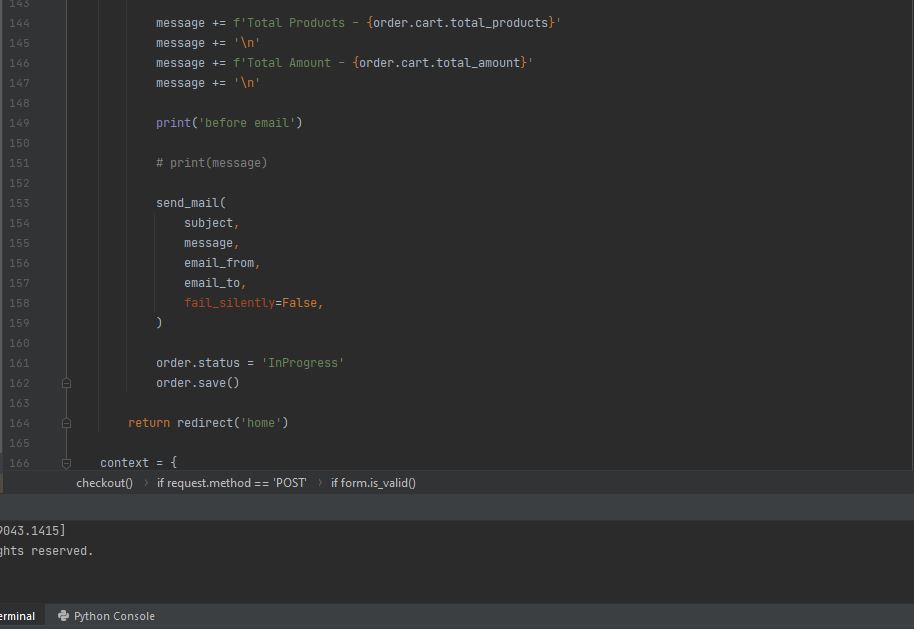 143
144 message += f'Total Products - {order.cart.total_products}'
145 message += '\n'
146 message += f'Total Amount - {order.cart.total_amount}'
147 message += '\n'
148
149 print('before email')
150
151 # print(message)
152
153 send_mail(
154 subject,
155 message,
156 email_from,
157 email_to,
158 fail_silently=False,
159 )
160
161 order.status = 'InProgress'
162 order.save()
163
164 return redirect('home')
165
166 context = {
checkout() › if request.method == 'POST' › if form.is_valid()
9043.1415]
ghts reserved.
erminal Python Console